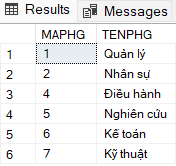 Results Messages
MAPHG TENPHG
1 1 Quản lý
2 2 Nhân sự
3 4 Điều hành
4 5 Nghiên cứu
5 6 Kế toán
6 7 Kỹ thuật